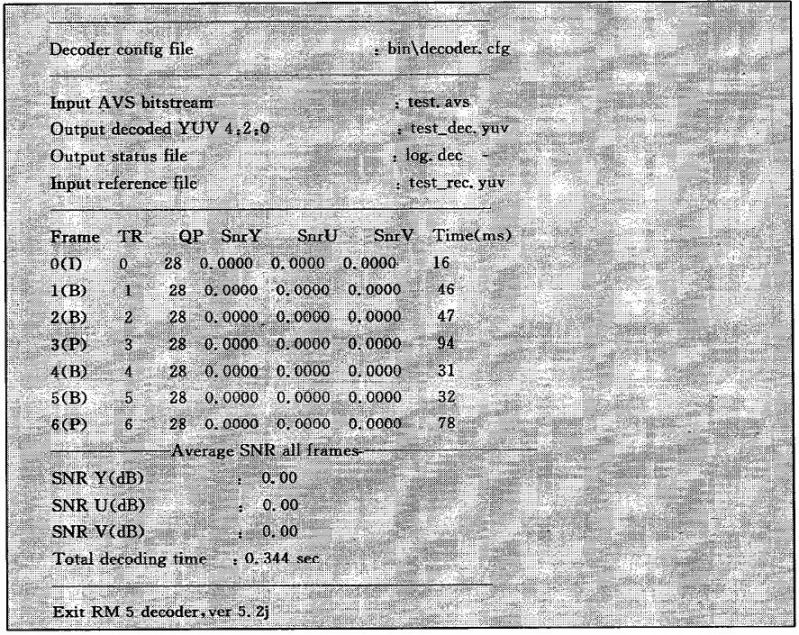 Decoder config file : bin\decoder.cfg
Input AVS bitstream : test.avs
Output decoded YUV 4:2:0 : test_dec.yuv
Output status file : log.dec -
Input reference file : test_rec.yuv
Frame TR QP SnrY SnrU SnrV Time(ms)
0(I) 0 28 0.0000 0.0000 0.0000 16
1(B) 1 28 0.0000 0.0000 0.0000 46
2(B) 2 28 0.0000 0.0000 0.0000 47
3(P) 3 28 0.0000 0.0000 0.0000 94
4(B) 4 28 0.0000 0.0000 0.0000 31
5(B) 5 28 0.0000 0.0000 0.0000 32
6(P) 6 28 0.0000 0.0000 0.0000 78
Average SNR all frames
SNR Y(dB) : 0.00
SNR U(dB) : 0.00
SNR V(dB) : 0.00
Total decoding time : 0.344 sec
Exit RM 5 decoder,ver 5.2j